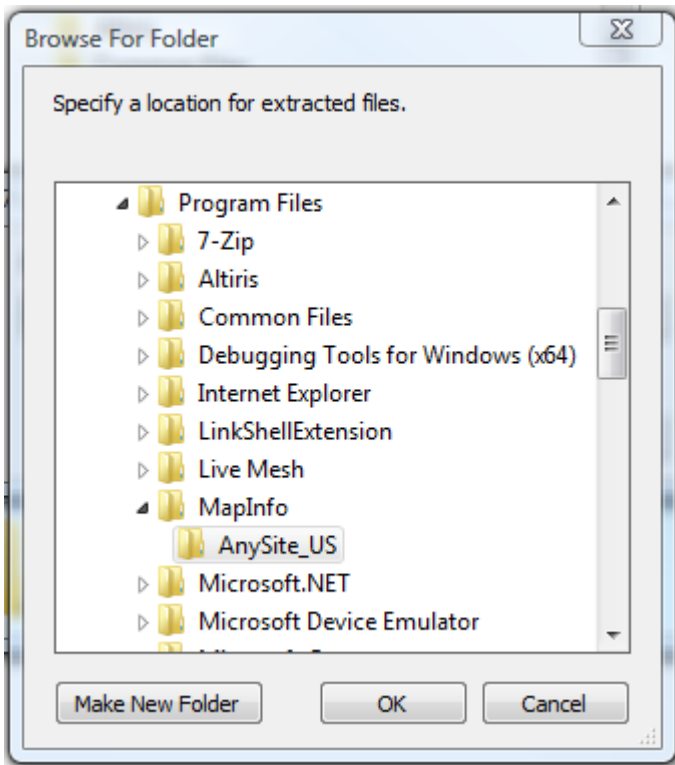 Browse For Folder
Specify a location for extracted files.
Program Files
7-Zip
Altiris
Common Files
Debugging Tools for Windows (x64)
Internet Explorer
LinkShellExtension
Live Mesh
MapInfo
AnySite_US
Microsoft.NET
Microsoft Device Emulator
Make New Folder
OK
Cancel